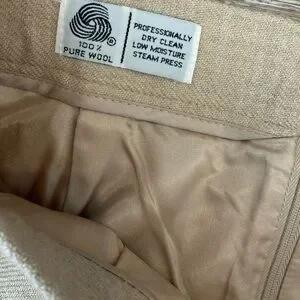 100%
PURE WOOL
®
PROFESSIONALLY
DRY CLEAN
LOW MOISTURE
STEAM PRESS